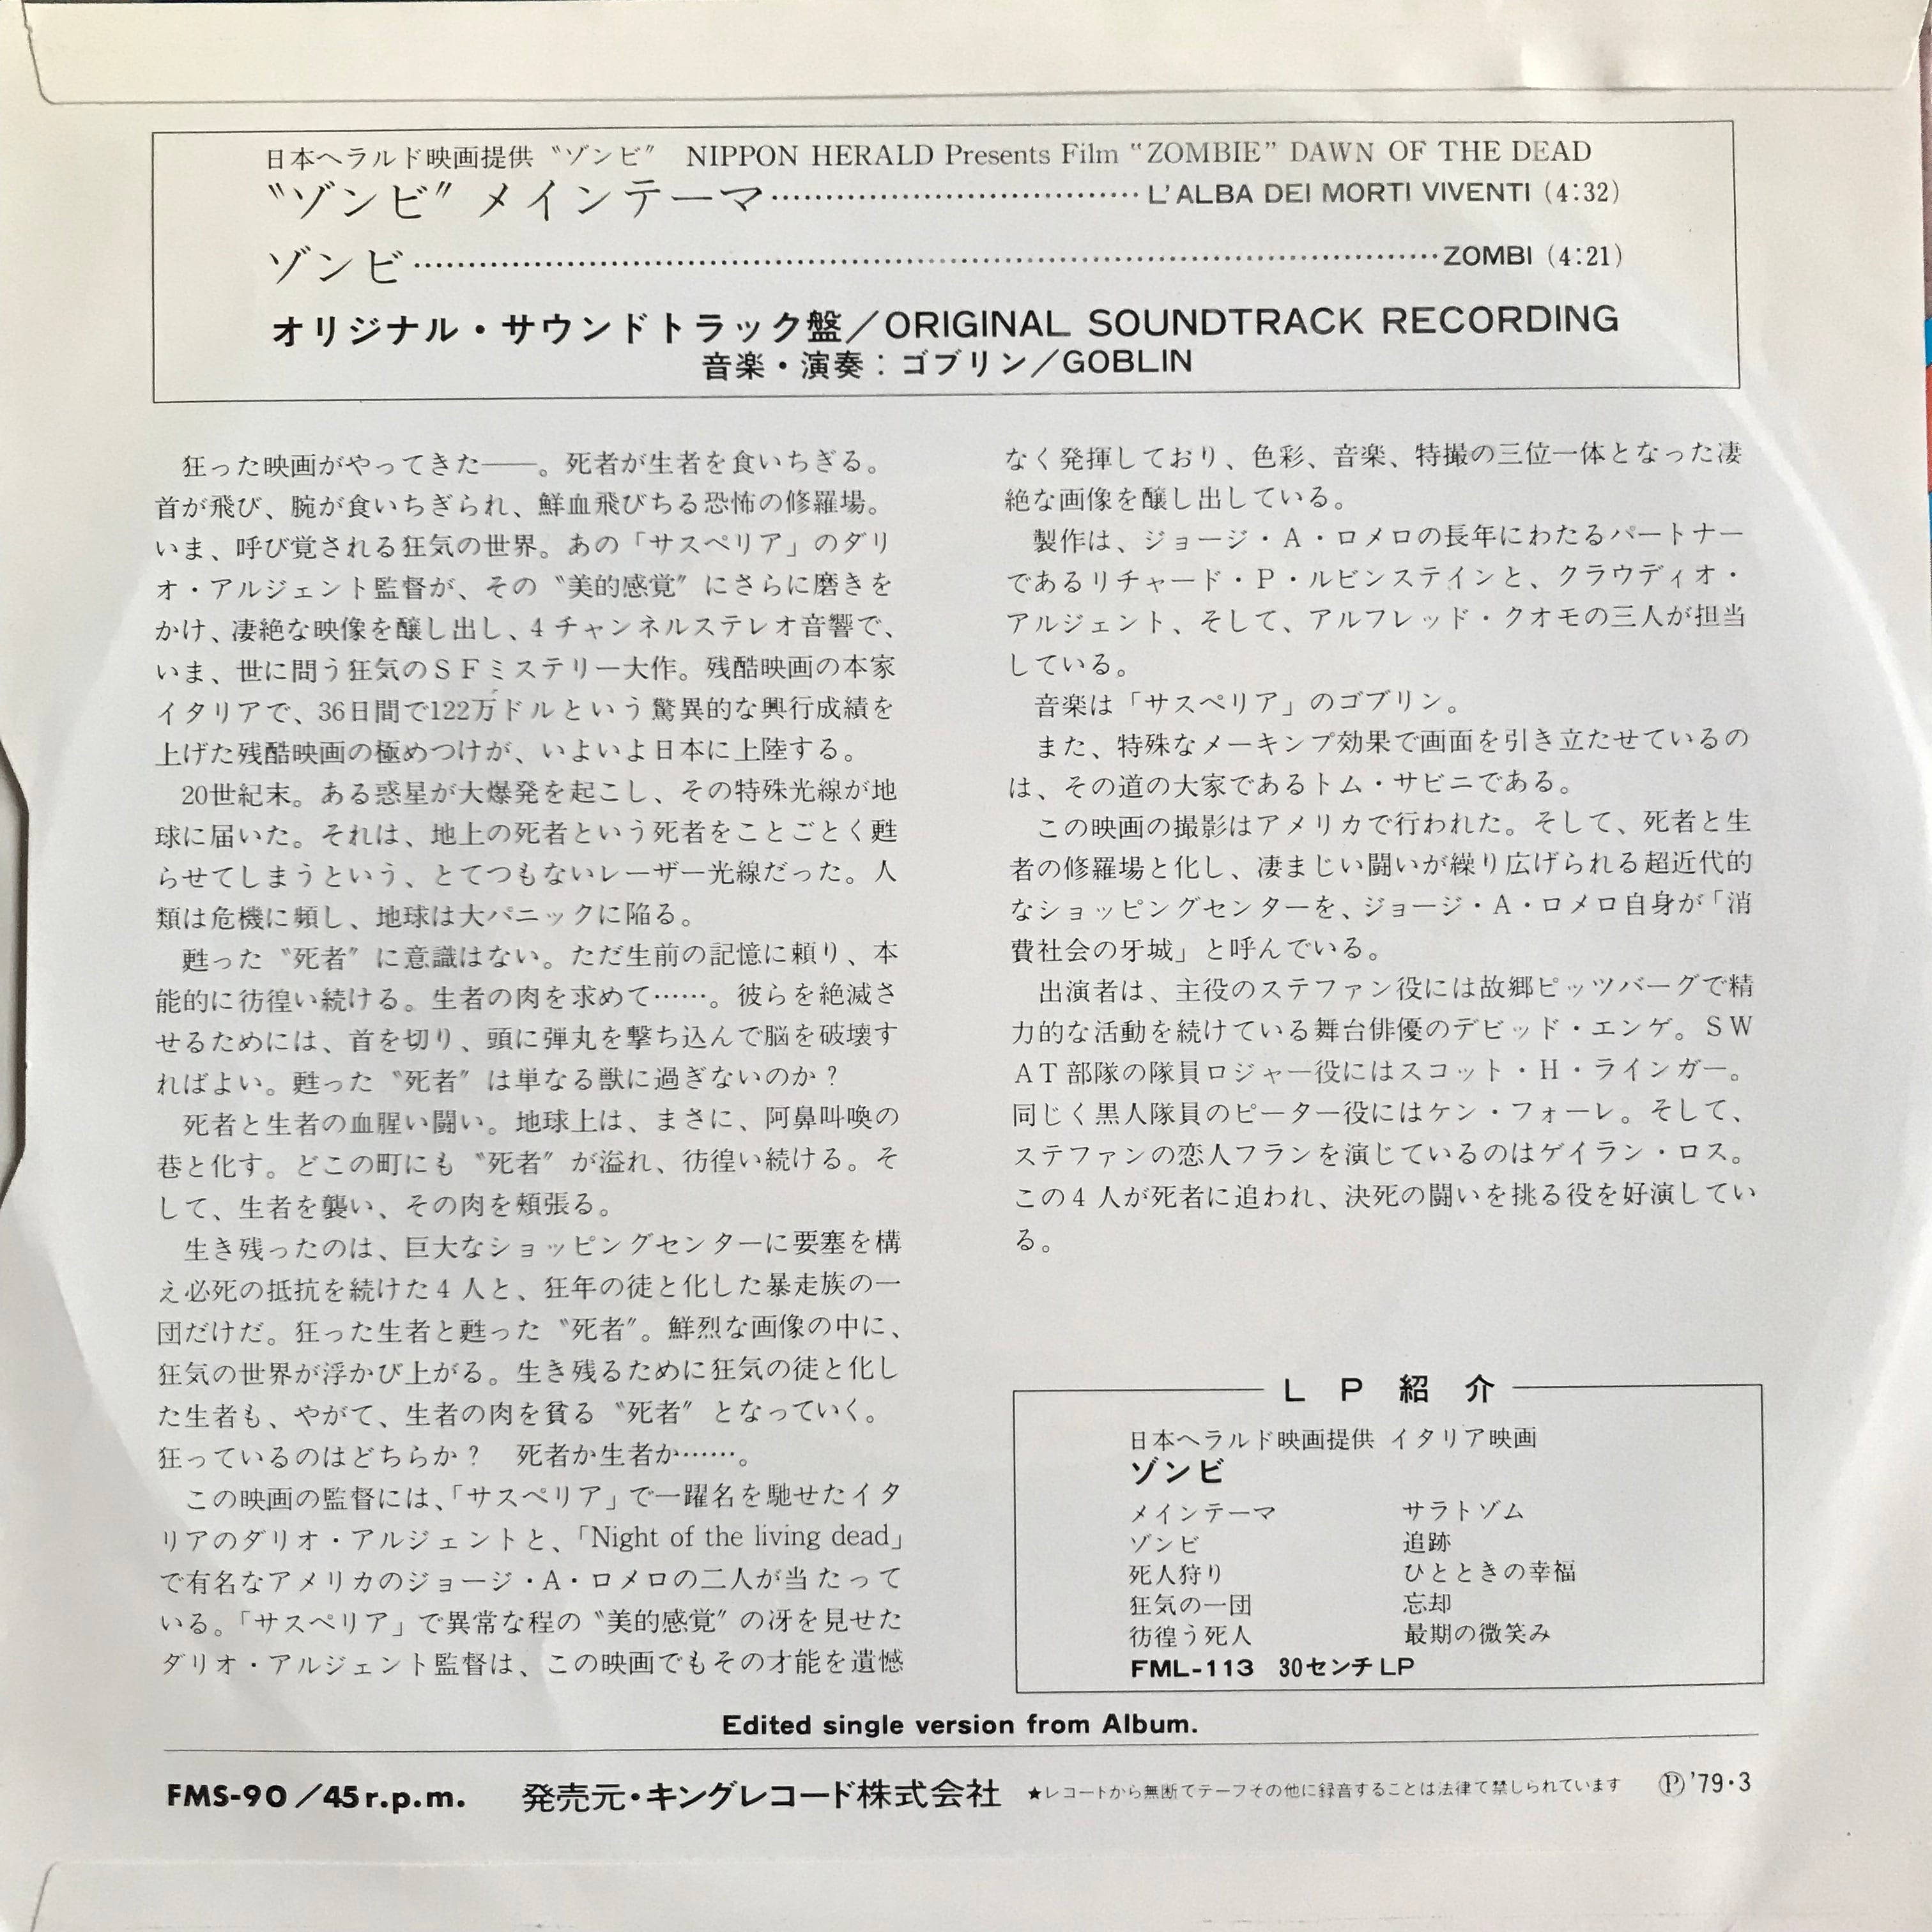 日本ヘラルド映画提供 〝ゾンビ〟 NIPPON HERALD Presents Film “ZOMBIE” DAWN OF THE DEAD
〝ゾンビ〟メインテーマ……………………………… L'ALBA DEI MORTI VIVENTI (4:32)
ゾンビ………………………………………………………………………………ZOMBI (4:21)
オリジナル・サウンドトラック盤／ORIGINAL SOUNDTRACK RECORDING
音楽・演奏：ゴブリン／GOBLIN
狂った映画がやってきた──。死者が生者を食いちぎる。
首が飛び、腕が食いちぎられ、鮮血飛びちる恐怖の修羅場。
いま、呼び覚される狂気の世界。あの「サスペリア」のダリ
オ・アルジェント監督が、その〝美的感覚〟にさらに磨きを
かけ、凄絶な映像を醸し出し、4チャンネルステレオ音響で、
いま、世に問う狂気のＳＦミステリー大作。残酷映画の本家
イタリアで、36日間で122万ドルという驚異的な興行成績を
上げた残酷映画の極めつけが、いよいよ日本に上陸する。
20世紀末。ある惑星が大爆発を起こし、その特殊光線が地
球に届いた。それは、地上の死者という死者をことごとく甦
らせてしまうという、とてつもないレーザー光線だった。人
類は危機に頻し、地球は大パニックに陥る。
甦った〝死者〟に意識はない。ただ生前の記憶に頼り、本
能的に彷徨い続ける。生者の肉を求めて……。彼らを絶滅さ
せるためには、首を切り、頭に弾丸を撃ち込んで脳を破壊す
ればよい。甦った〝死者〟は単なる獣に過ぎないのか？
死者と生者の血腥い闘い。地球上は、まさに、阿鼻叫喚の
巷と化す。どこの町にも〝死者〟が溢れ、彷徨い続ける。そ
して、生者を襲い、その肉を頬張る。
生き残ったのは、巨大なショッピングセンターに要塞を構
え必死の抵抗を続けた4人と、狂年の徒と化した暴走族の一
団だけだ。狂った生者と甦った〝死者〟。鮮烈な画像の中に、
狂気の世界が浮かび上がる。生き残るために狂気の徒と化し
た生者も、やがて、生者の肉を貧る〝死者〟となっていく。
狂っているのはどちらか？　死者か生者か……。
この映画の監督には、「サスペリア」で一躍名を馳せたイタ
リアのダリオ・アルジェントと、「Night of the living dead」
で有名なアメリカのジョージ・A・ロメロの二人が当たって
いる。「サスペリア」で異常な程の〝美的感覚〟の冴を見せた
ダリオ・アルジェント監督は、この映画でもその才能を遺憾
なく発揮しており、色彩、音楽、特撮の三位一体となった凄
絶な画像を醸し出している。
製作は、ジョージ・A・ロメロの長年にわたるパートナー
であるリチャード・P・ルビンステインと、クラウディオ・
アルジェント、そして、アルフレッド・クオモの三人が担当
している。
音楽は「サスペリア」のゴブリン。
また、特殊なメーキンプ効果で画面を引き立たせているの
は、その道の大家であるトム・サビニである。
この映画の撮影はアメリカで行われた。そして、死者と生
者の修羅場と化し、凄まじい闘いが繰り広げられる超近代的
なショッピングセンターを、ジョージ・A・ロメロ自身が「消
費社会の牙城」と呼んでいる。
出演者は、主役のステファン役には故郷ピッツバーグで精
力的な活動を続けている舞台俳優のデビッド・エンゲ。ＳＷ
ＡＴ部隊の隊員ロジャー役にはスコット・H・ラインガー。
同じく黒人隊員のピーター役にはケン・フォーレ。そして、
ステファンの恋人フランを演じているのはゲイラン・ロス。
この4人が死者に追われ、決死の闘いを挑る役を好演してい
る。
ＬＰ紹介
日本ヘラルド映画提供 イタリア映画
ゾンビ
メインテーマ サラトゾム
ゾンビ 追跡
死人狩り ひとときの幸福
狂気の一団 忘却
彷徨う死人 最期の微笑み
FML-113 30センチLP
Edited single version from Album.
FMS-90／45r.p.m. 発売元・キングレコード株式会社 ★レコードから無断でテープその他に録音することは法律で禁じられています Ⓟ'79・3